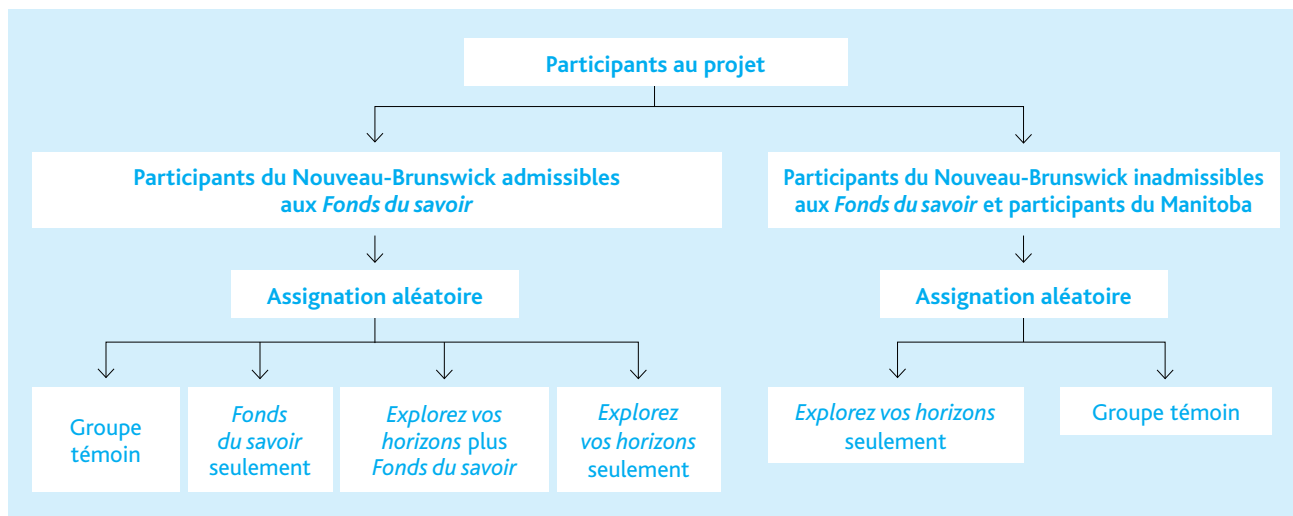 Participants au projet
Participants du Nouveau-Brunswick admissibles
aux Fonds du savoir
Participants du Nouveau-Brunswick inadmissibles
aux Fonds du savoir et participants du Manitoba
Assignation aléatoire
Assignation aléatoire
Groupe
témoin
Fonds
du savoir
seulement
Explorez vos
horizons plus
Fonds du savoir
Explorez
vos horizons
seulement
Explorez vos horizons
seulement
Groupe témoin